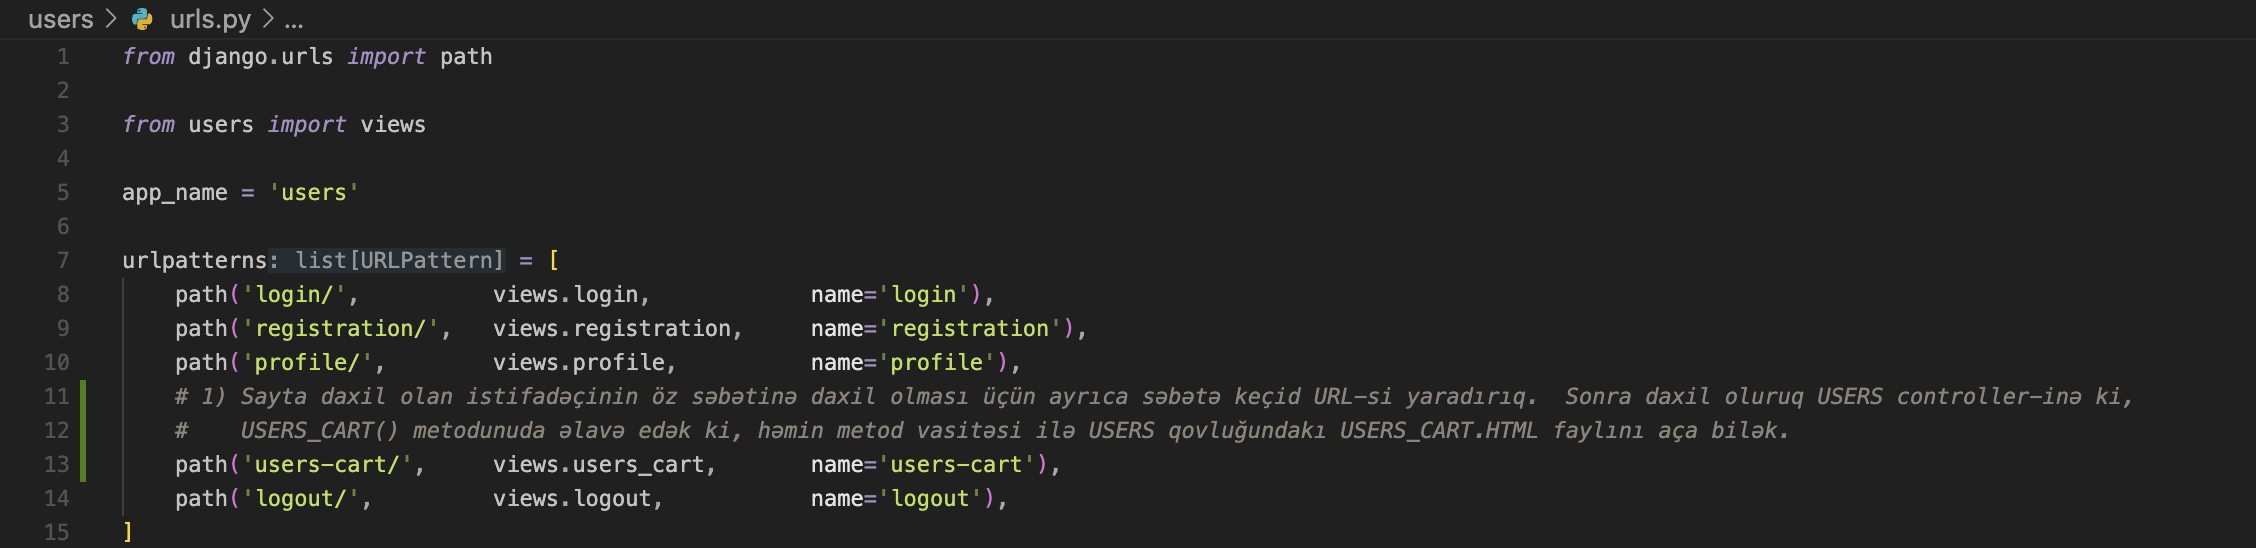 users > urls.py > ...
1 from django.urls import path
2
3 from users import views
4
5 app_name = 'users'
6
7 urlpatterns: list[URLPattern] = [
8     path('login/',          views.login,            name='login'),
9     path('registration/',   views.registration,     name='registration'),
10     path('profile/',        views.profile,          name='profile'),
11     # 1) Sayta daxil olan istifadəçinin öz səbətinə daxil olması üçün ayrıca səbətə keçid URL-si yaradırıq.  Sonra daxil oluruq USERS controller-inə ki,
12     #    USERS_CART() metodunuda əlavə edək ki, həmin metod vasitəsi ilə USERS qovluğundakı USERS_CART.HTML faylını aça bilək.
13     path('users-cart/',     views.users_cart,       name='users-cart'),
14     path('logout/',         views.logout,           name='logout'),
15 ]